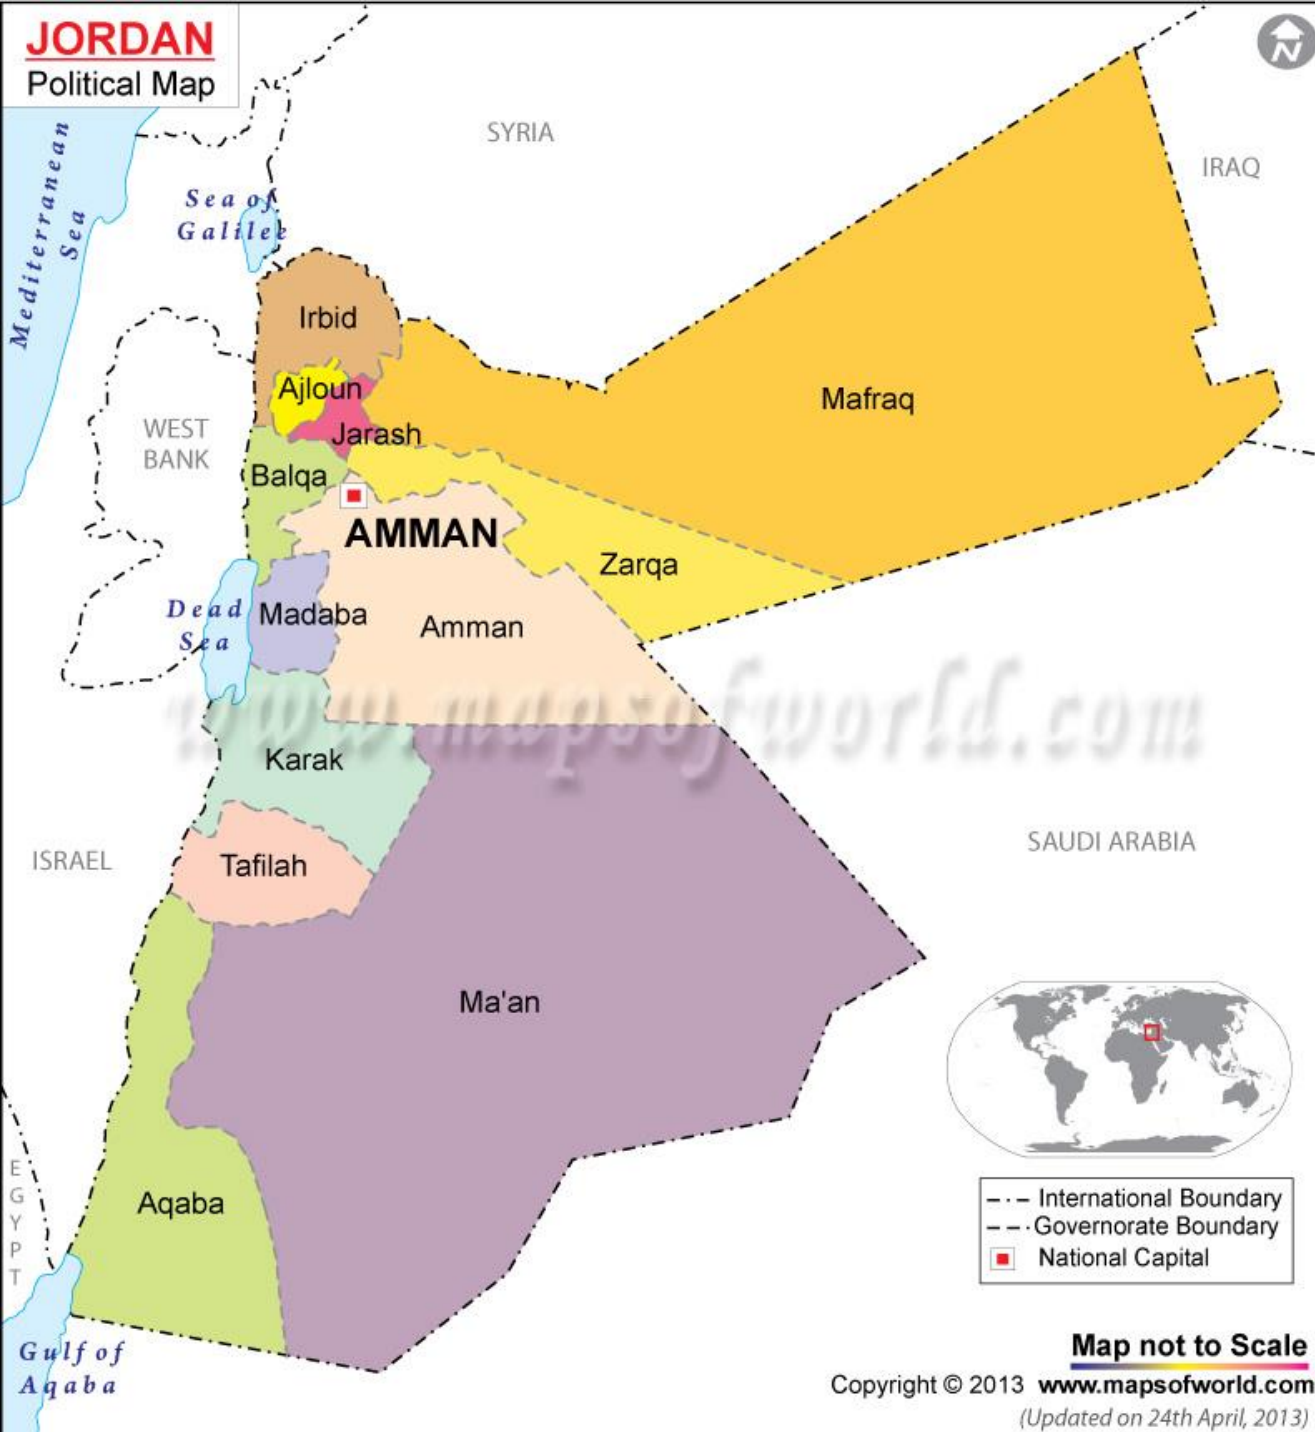 JORDAN
Political Map
N
SYRIA
IRAQ
Mediterranean
Sea
Sea of
Galilee
Irbid
Ajloun
Mafraq
Jarash
WEST
BANK
Balqa
AMMAN
Zarqa
Dead
Sea
Madaba
Amman
www.mapsofworld.com
Karak
SAUDI ARABIA
ISRAEL
Tafilah
Ma'an
EGYPT
Aqaba
International Boundary
Governorate Boundary
National Capital
Gulf of
Aqaba
Map not to Scale
Copyright © 2013 www.mapsofworld.com
(Updated on 24th April, 2013)